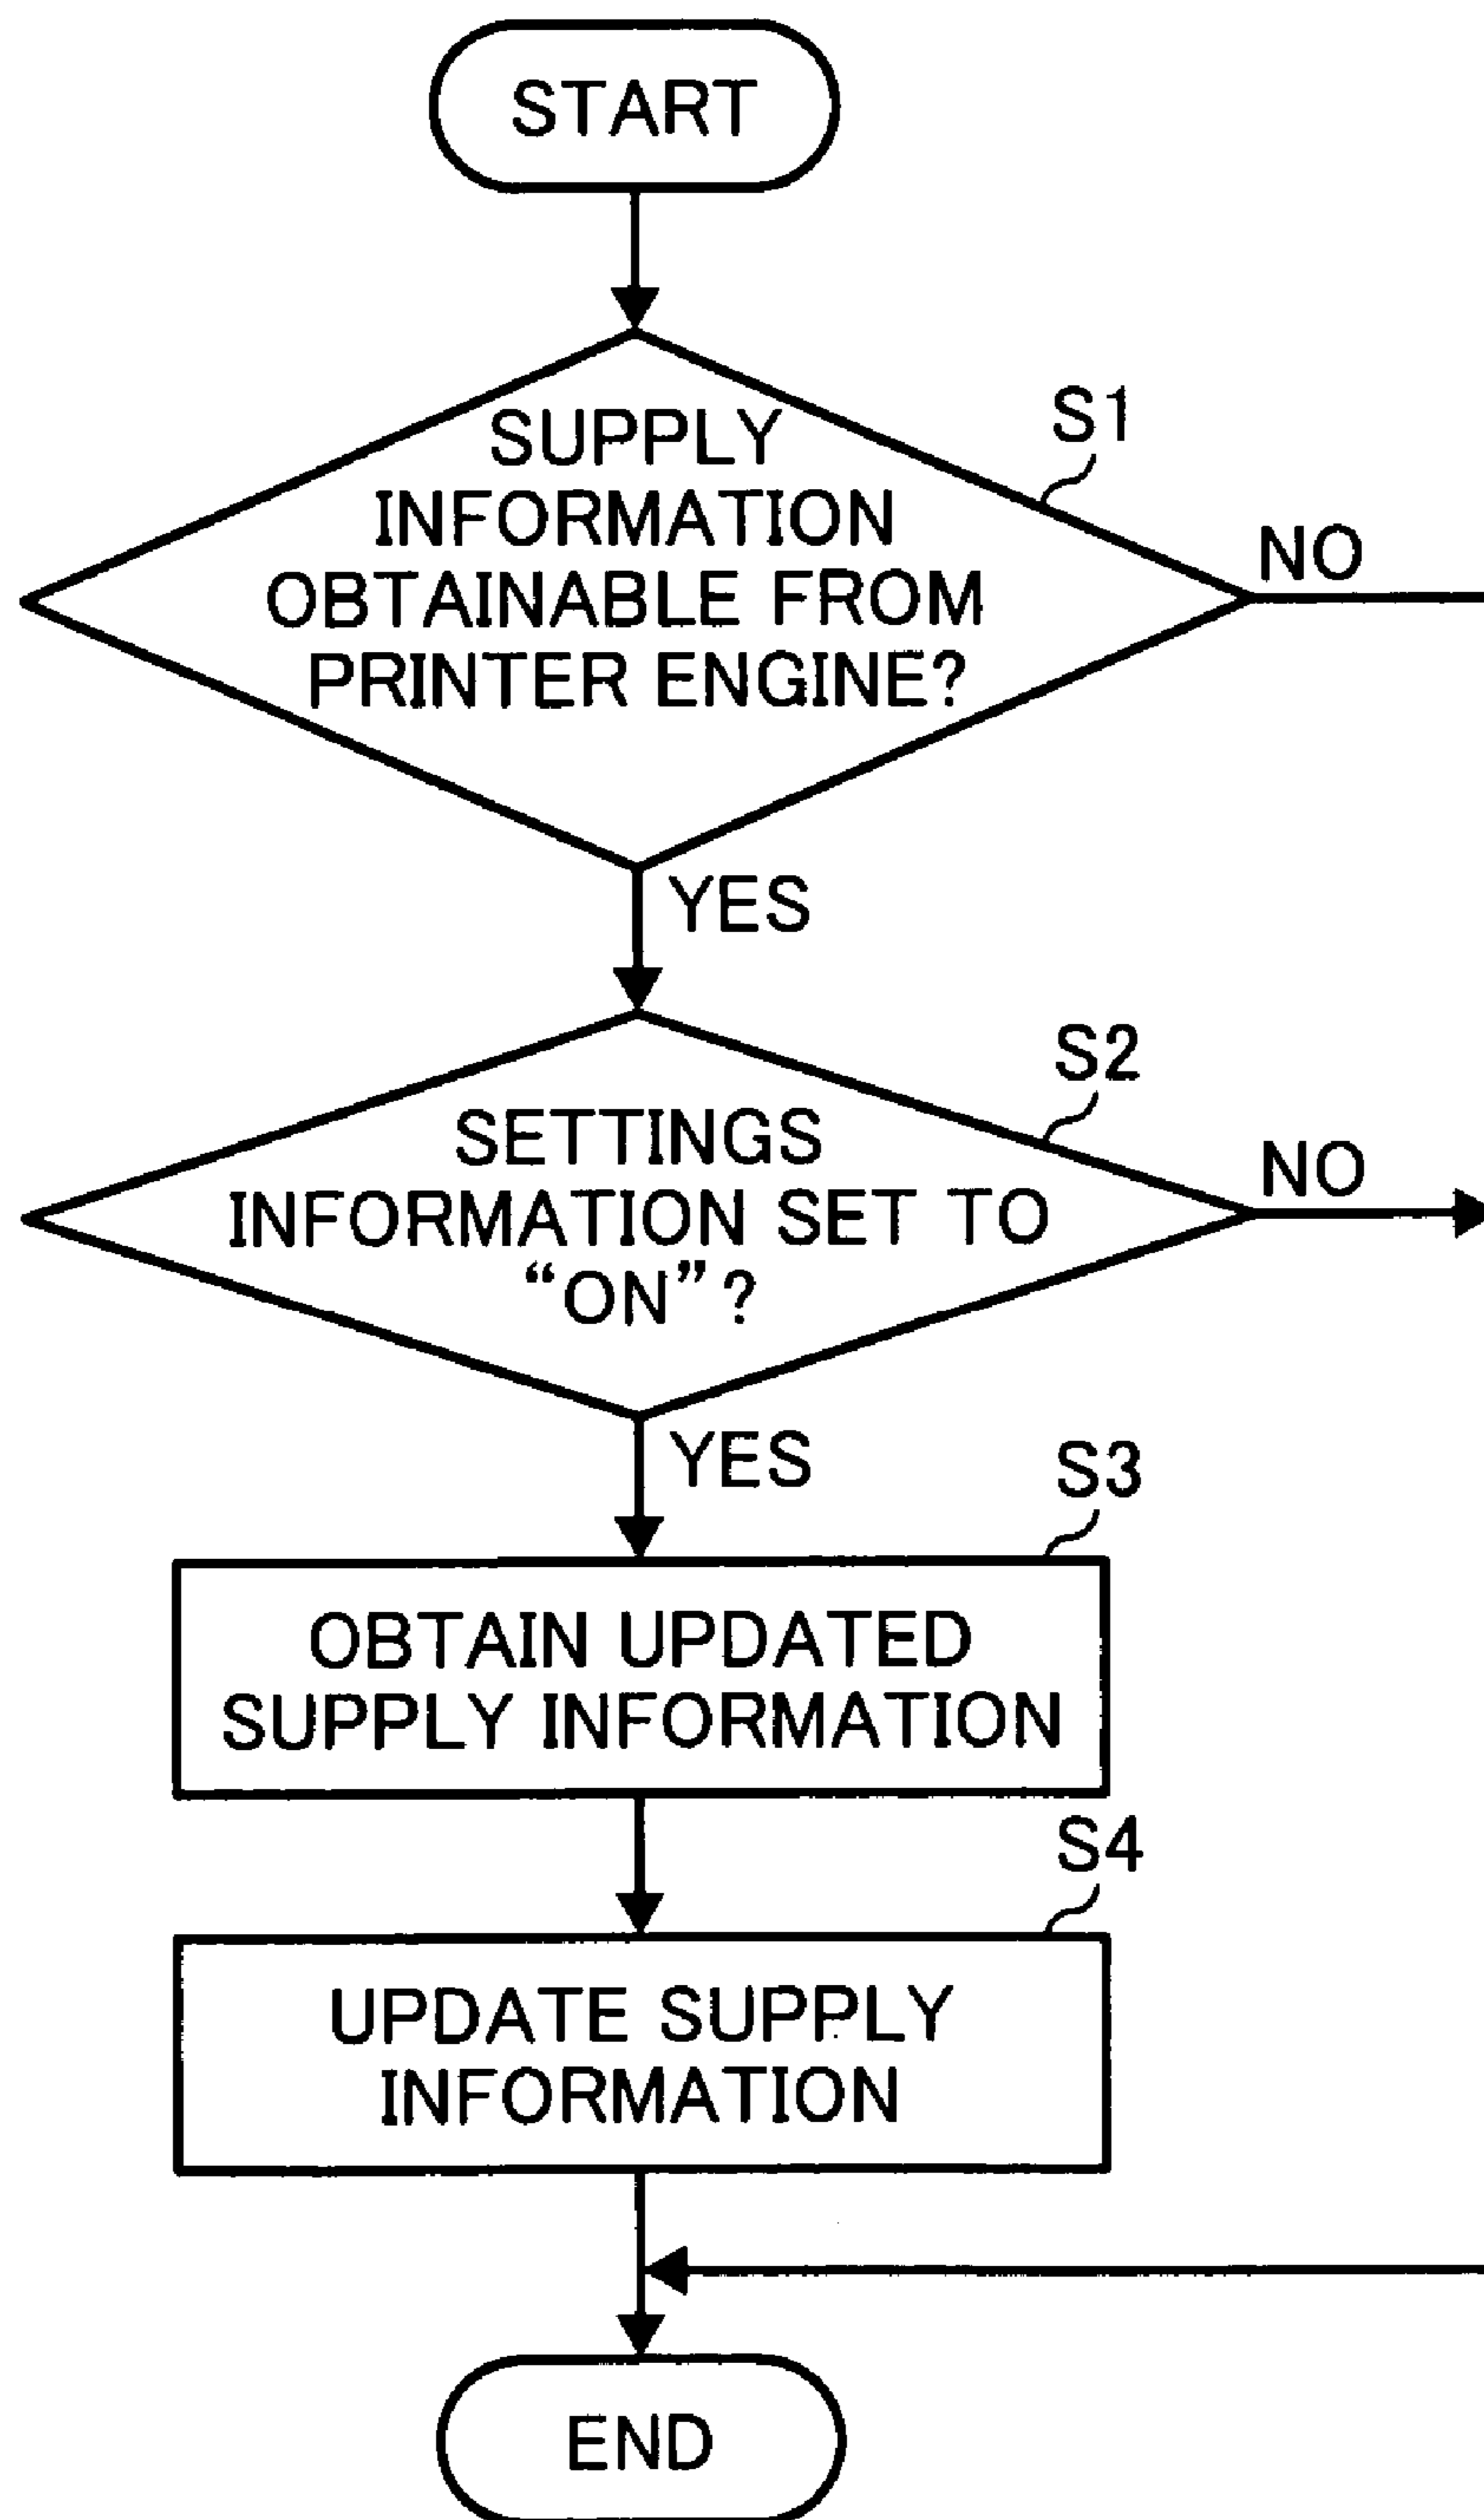 START
S1
SUPPLY
INFORMATION
OBTAINABLE FROM
PRINTER ENGINE?
NO
YES
S2
SETTINGS
INFORMATION SET TO
“ON”?
NO
YES
S3
OBTAIN UPDATED
SUPPLY INFORMATION
S4
UPDATE SUPPLY
INFORMATION
END